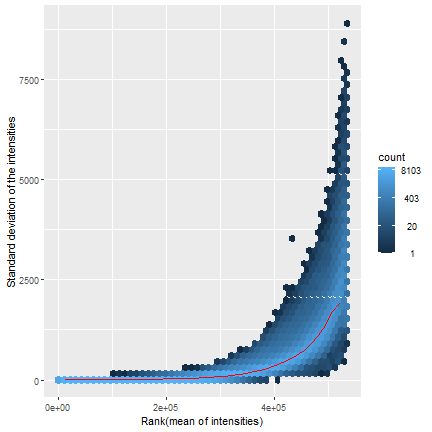 Standard deviation of the intensities
7500
5000
2500
0
0e+00
2e+05
4e+05
Rank(mean of intensities)
count
8103
403
20
1